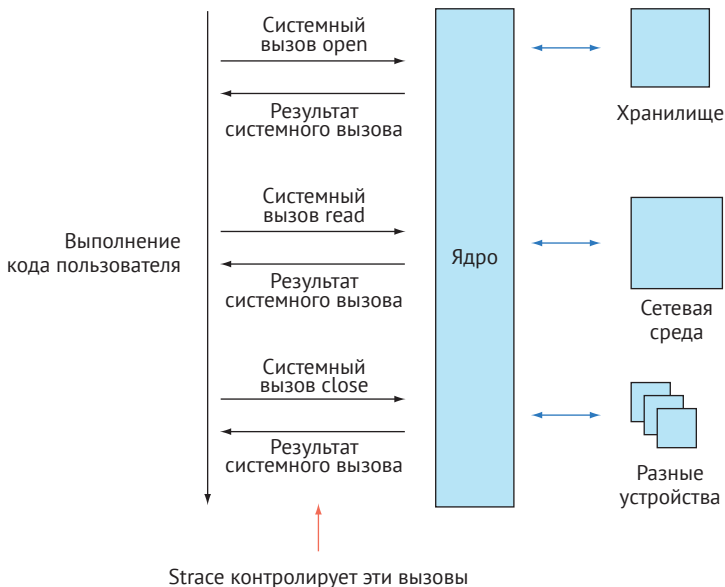 Системный
вызов open
Результат
системного вызова
Хранилище
Системный
вызов read
Выполнение
кода пользователя
Результат
системного вызова
Ядро
Сетевая
среда
Системный
вызов close
Результат
системного вызова
Разные
устройства
Strace контролирует эти вызовы